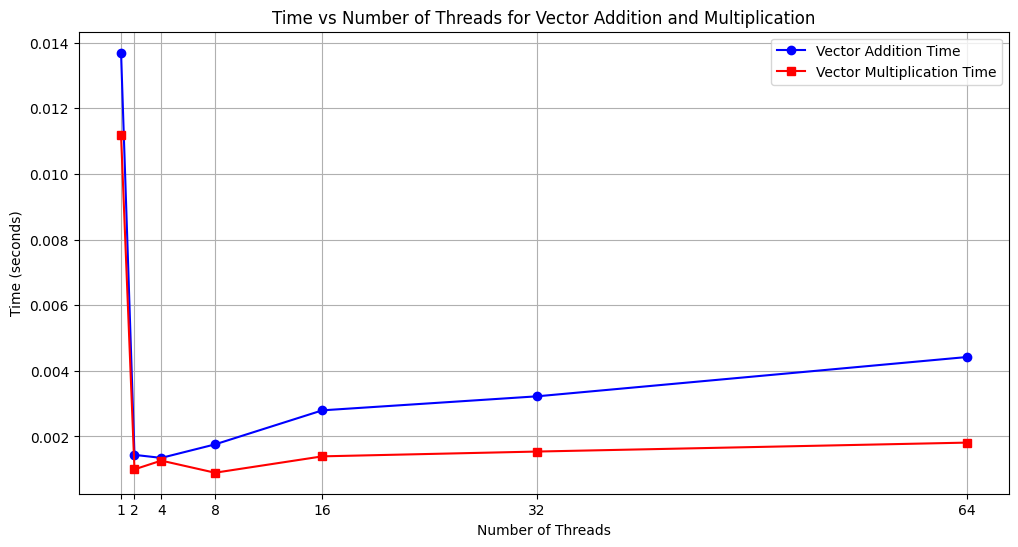 Time vs Number of Threads for Vector Addition and Multiplication
Vector Addition Time
Vector Multiplication Time
Time (seconds)
0.014
0.012
0.010
0.008
0.006
0.004
0.002
1 2 4 8 16 32 64
Number of Threads